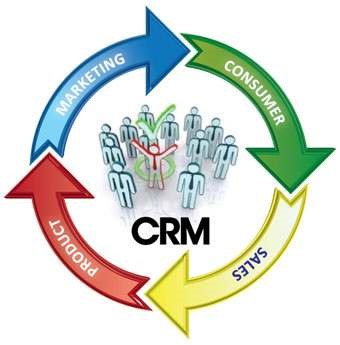 MARKETING
CONSUMER
SALES
PRODUCT
CRM